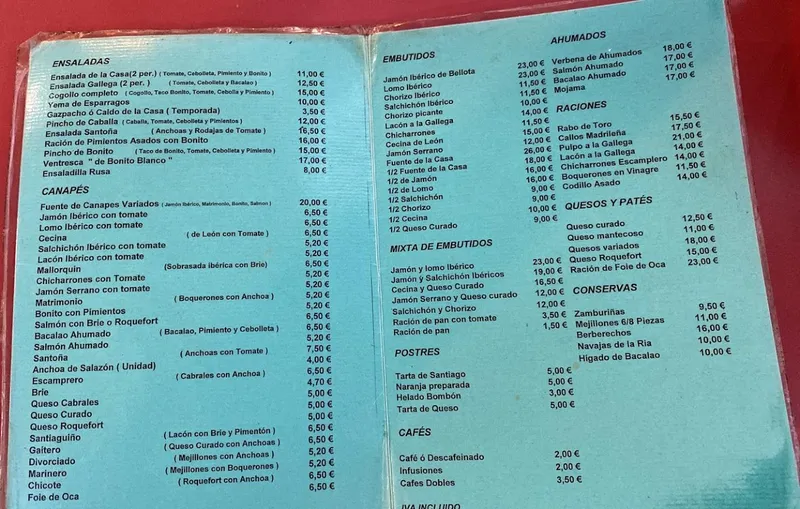 ENSALADAS
Ensalada de la Casa(2 per.) ( Tomate, Cebolleta, Pimiento y Bonito ) 11,00 €
Ensalada Gallega (2 per. ) ( Tomate, Cebolleta y Bacalao ) 12,50 €
Cogollo completo ( Cogollo, Taco Bonito, Tomate, Cebolleta y Pimiento ) 15,00 €
Yema de Esparragos 10,00 €
Gazpacho ó Caldo de la Casa ( Temporada) 3,50 €
Pincho de Caballa ( Caballa, Tomate, Cebolleta y Pimientos ) 12,00 €
Ensalada Santoña ( Anchoas y Rodajas de Tomate ) 16,50 €
Ración de Pimientos Asados con Bonito 16,00 €
Pincho de Bonito ( Taco de Bonito, Tomate, Cebolleta y Pimiento ) 15,00 €
Ventresca " de Bonito Blanco " 17,00 €
Ensaladilla Rusa 8,00 €
CANAPÉS
Fuente de Canapes Variados ( Jamón Ibérico, Matrimonio, Bonito, Salmon ) 20,00 €
Jamón Ibérico con tomate 6,50 €
Lomo Ibérico con tomate 6,50 €
Cecina ( de León con Tomate ) 6,50 €
Salchichón Ibérico con tomate 5,20 €
Lacón Ibérico con tomate 5,20 €
Mallorquin (Sobrasada Ibérica con Brie) 6,50 €
Chicharrones con Tomate 5,20 €
Jamón Serrano con tomate 5,20 €
Matrimonio ( Boquerones con Anchoa ) 6,50 €
Bonito con Pimientos 5,20 €
Salmón con Brie o Roquefort 6,50 €
Bacalao Ahumado ( Bacalao, Pimiento y Cebolleta ) 6,50 €
Salmón Ahumado 5,20 €
Santoña ( Anchoas con Tomate ) 7,50 €
Anchoa de Salazón ( Unidad) 4,00 €
Escamprero ( Cabrales con Anchoa ) 6,50 €
Brie 4,70 €
Queso Cabrales 5,00 €
Queso Curado 5,00 €
Queso Roquefort 5,00 €
Santiaguiño ( Lacón con Brie y Pimentón ) 6,50 €
Gaitero ( Queso Curado con Anchoas ) 6,50 €
Divorciado ( Mejillones con Anchoas ) 5,20 €
Marinero ( Mejillones con Boquerones ) 5,20 €
Chicote ( Roquefort con Anchoa ) 6,50 €
Foie de Oca 6,50 €
EMBUTIDOS
Jamón Ibérico de Bellota 23,00 €
Lomo Ibérico 23,00 €
Chorizo Ibérico 11,50 €
Salchichón Ibérico 11,50 €
Chorizo picante 10,00 €
Lacón a la Gallega 14,00 €
Chicharrones 11,50 €
Cecina de León 15,00 €
Jamón Serrano 12,00 €
Fuente de la Casa 26,00 €
1/2 Fuente de la Casa 18,00 €
1/2 de Jamón 16,00 €
1/2 de Lomo 16,00 €
1/2 Salchichón 9,00 €
1/2 Chorizo 9,00 €
1/2 Cecina 10,00 €
1/2 Queso Curado 9,00 €
MIXTA DE EMBUTIDOS
Jamón y lomo Ibérico 23,00 €
Jamón y Salchichón Ibéricos 19,00 €
Cecina y Queso Curado 16,50 €
Jamón Serrano y Queso curado 12,00 €
Salchichón y Chorizo 12,00 €
Ración de pan con tomate 3,50 €
Ración de pan 1,50 €
POSTRES
Tarta de Santiago 5,00 €
Naranja preparada 5,00 €
Helado Bombón 3,00 €
Tarta de Queso 5,00 €
CAFÉS
Café ó Descafeinado 2,00 €
Infusiones 2,00 €
Cafes Dobles 3,50 €
IVA INCLUIDO
AHUMADOS
Verbena de Ahumados 18,00 €
Salmón Ahumado 17,00 €
Bacalao Ahumado 17,00 €
Mojama 17,00 €
RACIONES
Rabo de Toro 15,50 €
Callos Madrileña 17,50 €
Pulpo a la Gallega 21,00 €
Lacón a la Gallega 14,00 €
Chicharrones Escamplero 14,00 €
Boquerones en Vinagre 11,50 €
Codillo Asado 14,00 €
QUESOS Y PATÉS
Queso curado 12,50 €
Queso mantecoso 11,00 €
Quesos variados 18,00 €
Queso Roquefort 15,00 €
Ración de Foie de Oca 23,00 €
CONSERVAS
Zamburiñas 9,50 €
Mejillones 6/8 Piezas 11,00 €
Berberechos 16,00 €
Navajas de la Ria 10,00 €
Higado de Bacalao 10,00 €